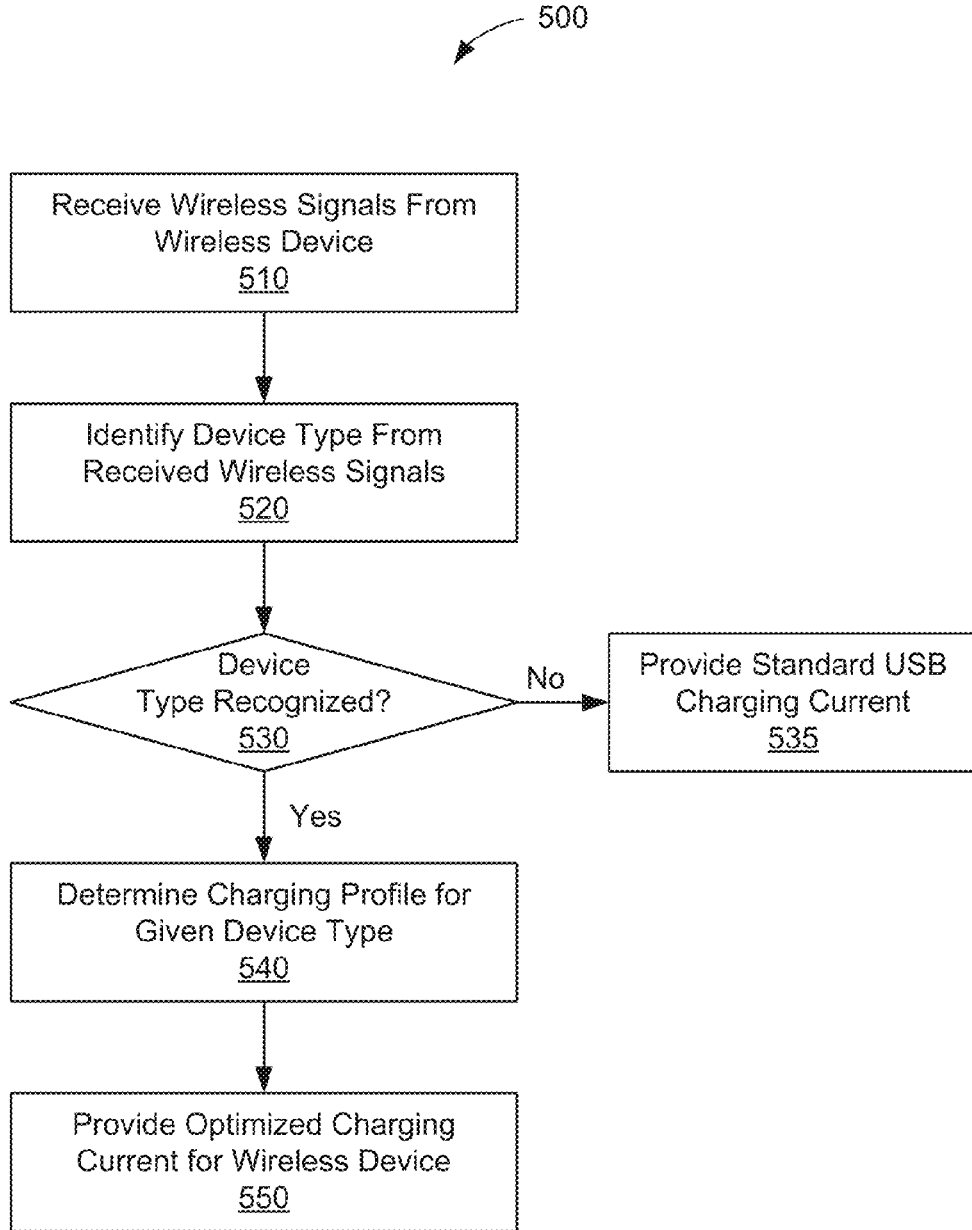 500
Receive Wireless Signals From
Wireless Device
510
Identify Device Type From
Received Wireless Signals
520
Device
Type Recognized?
530
No
Provide Standard USB
Charging Current
535
Yes
Determine Charging Profile for
Given Device Type
540
Provide Optimized Charging
Current for Wireless Device
550